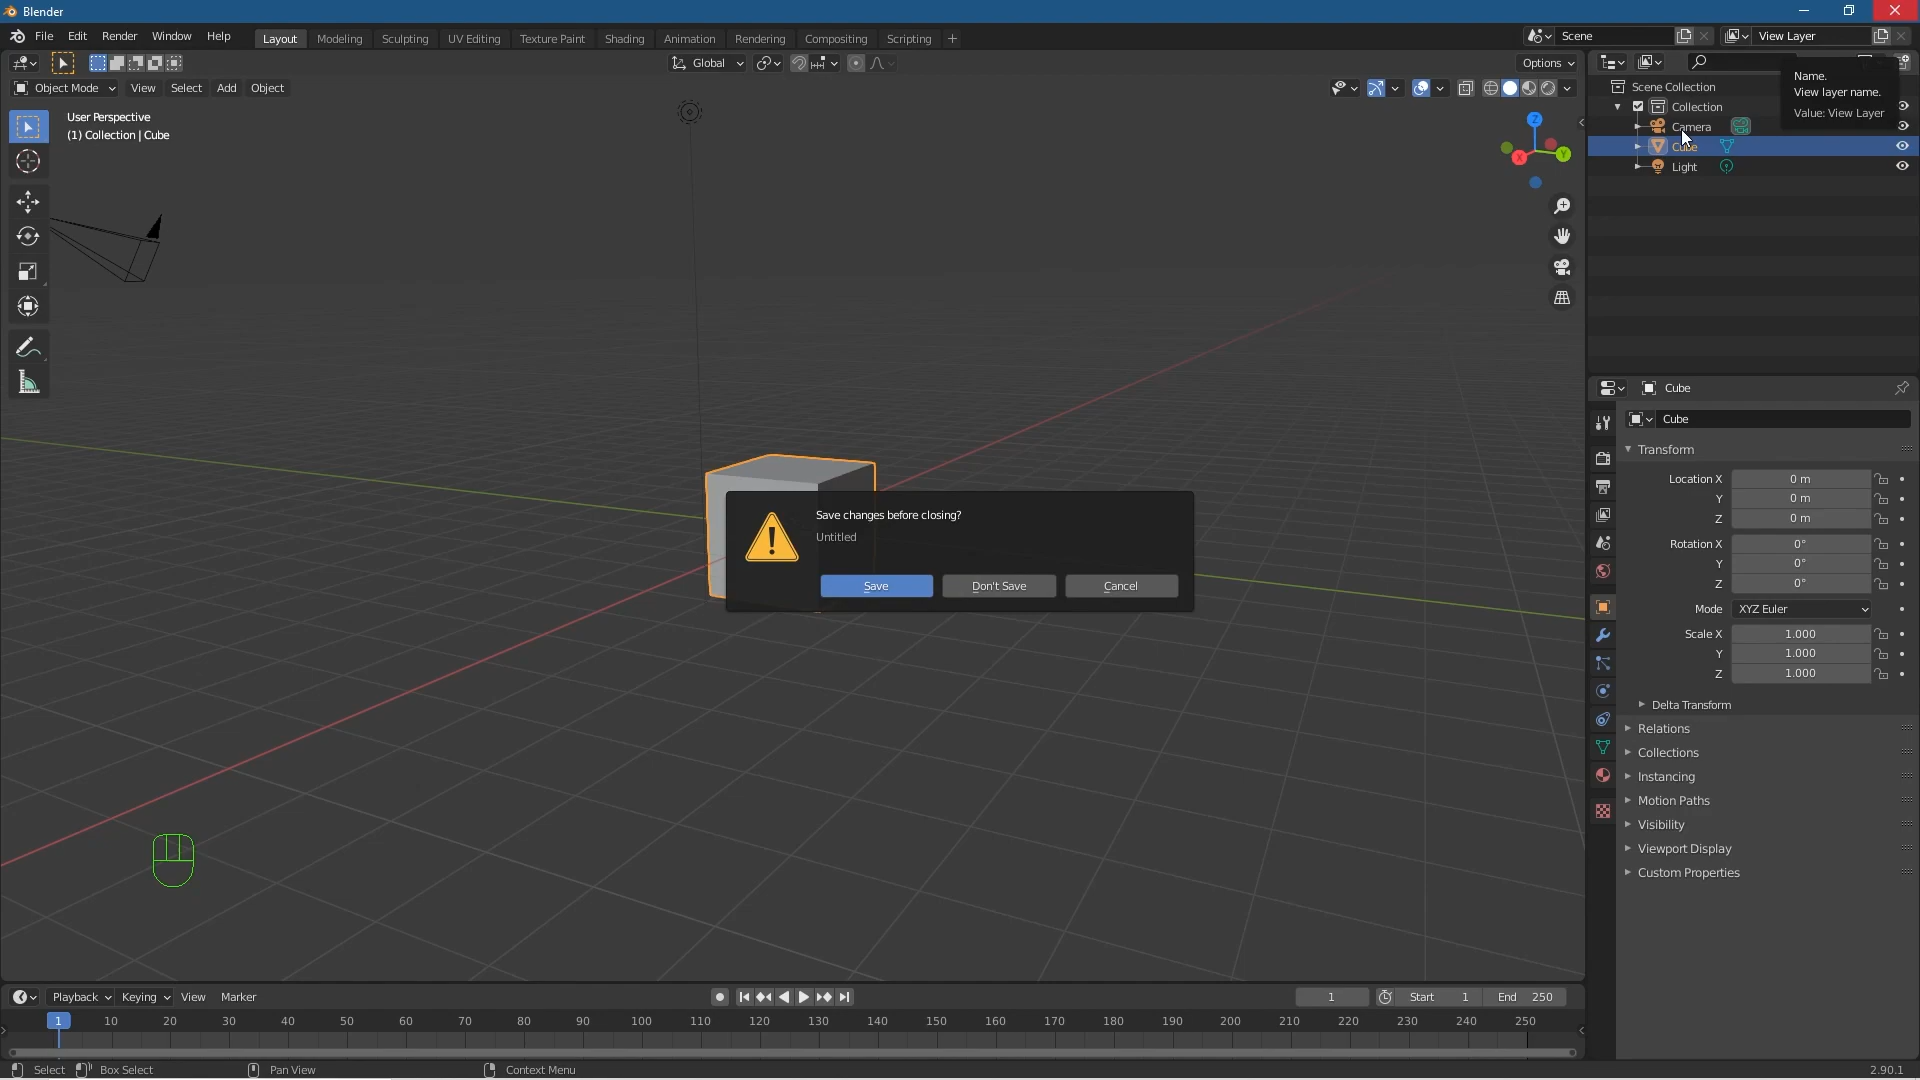 Blender
File Edit Render Window Help
Layout Modeling Sculpting UV Editing Texture Paint Shading Animation Rendering Compositing Scripting +
Scene
View Layer
Global
Options
Object Mode View Select Add Object
User Perspective
(1) Collection | Cube
Z
X
Y
Scene Collection
Collection
Camera
Cube
Light
Name.
View layer name.
Value: View Layer
Save changes before closing?
Untitled
Save Don't Save Cancel
Cube
Cube
Transform
Location X 0 m
Y 0 m
Z 0 m
Rotation X 0°
Y 0°
Z 0°
Mode XYZ Euler
Scale X 1.000
Y 1.000
Z 1.000
Delta Transform
Relations
Collections
Instancing
Motion Paths
Visibility
Viewport Display
Custom Properties
Playback Keying View Marker
1 Start 1 End 250
1 10 20 30 40 50 60 70 80 90 100 110 120 130 140 150 160 170 180 190 200 210 220 230 240 250
Select Box Select Pan View Context Menu
2.90.1